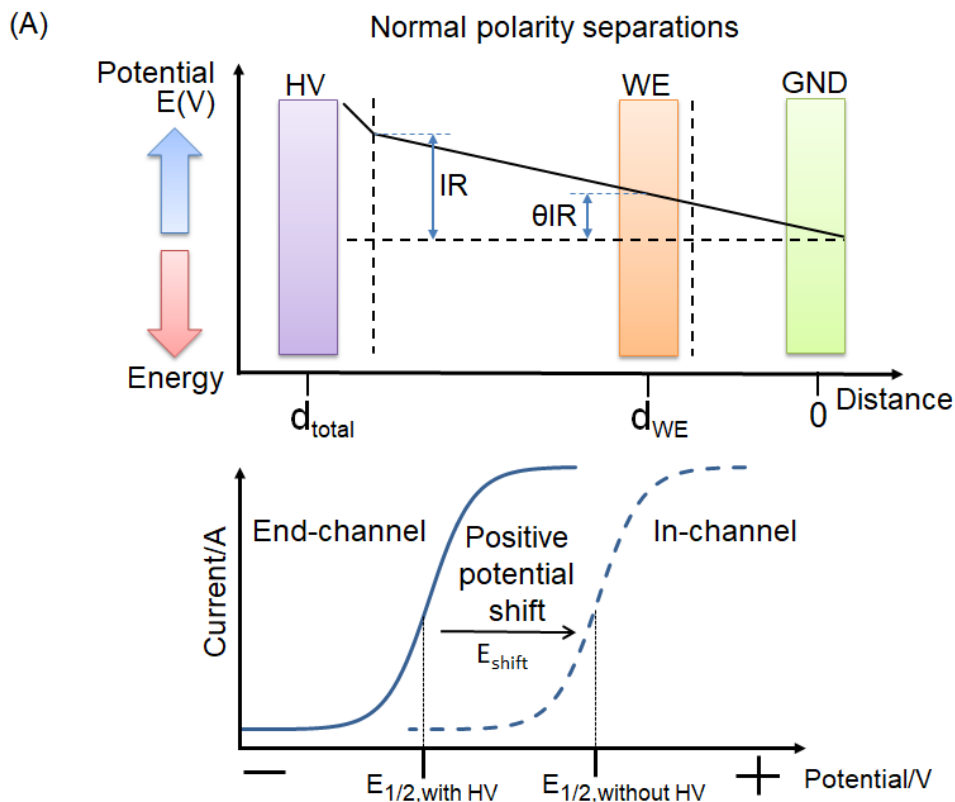 (A)
Normal polarity separations
Potential
E(V)
HV
WE
GND
IR
θIR
Energy
d_total
d_WE
0
Distance
End-channel
Positive
potential
shift
In-channel
E_shift
Current/A
—
E_1/2,with HV
E_1/2,without HV
+
Potential/V